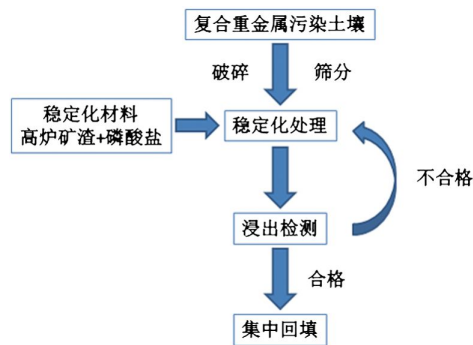 复合重金属污染土壤
破碎
筛分
稳定化材料
高炉矿渣+磷酸盐
稳定化处理
不合格
浸出检测
合格
集中回填